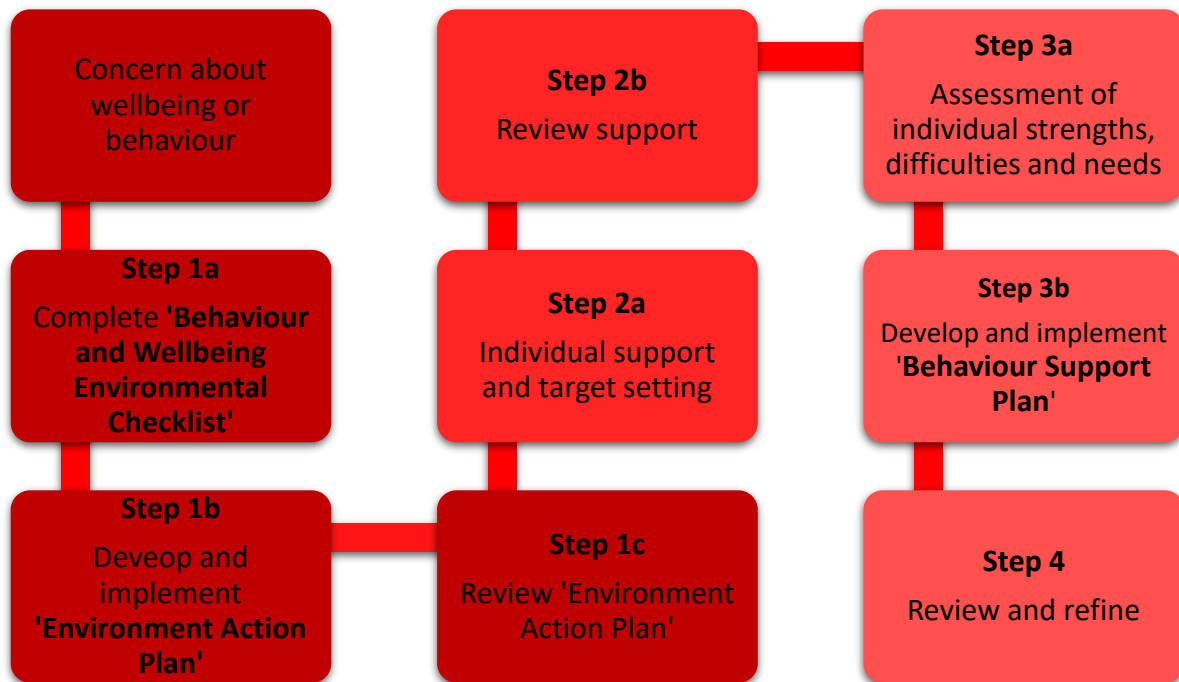 Concern about
wellbeing or
behaviour
Step 1a
Complete 'Behaviour
and Wellbeing
Environmental
Checklist'
Step 1b
Deveop and
implement
'Environment Action
Plan'
Step 1c
Review 'Environment
Action Plan'
Step 2a
Individual support
and target setting
Step 2b
Review support
Step 3a
Assessment of
individual strengths,
difficulties and needs
Step 3b
Develop and implement
'Behaviour Support
Plan'
Step 4
Review and refine